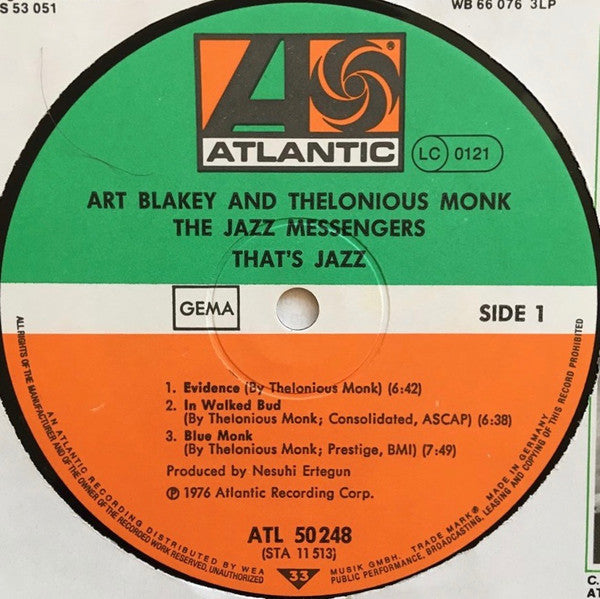 S 53 051
WB 66 076 3LP
ATLANTIC
LC 0121
ART BLAKEY AND THELONIOUS MONK
THE JAZZ MESSENGERS
THAT'S JAZZ
GEMA
SIDE 1
1. Evidence (By Thelonious Monk) (6:42)
2. In Walked Bud
(By Thelonious Monk; Consolidated, ASCAP) (6:38)
3. Blue Monk
(By Thelonious Monk; Prestige, BMI) (7:49)
Produced by Nesuhi Ertegun
℗ 1976 Atlantic Recording Corp.
ATL 50 248
(STA 11 513)
33
AN ATLANTIC RECORDING DISTRIBUTED BY WEA MUSIK GMBH. TRADE MARK® MADE IN GERMANY
ALL RIGHTS OF THE MANUFACTURER AND OF THE OWNER OF THE RECORDED WORK RESERVED, UNAUTHORIZED PUBLIC PERFORMANCE, BROADCASTING, LEASING AND COPYING OF THIS RECORD PROHIBITED
C.
AT